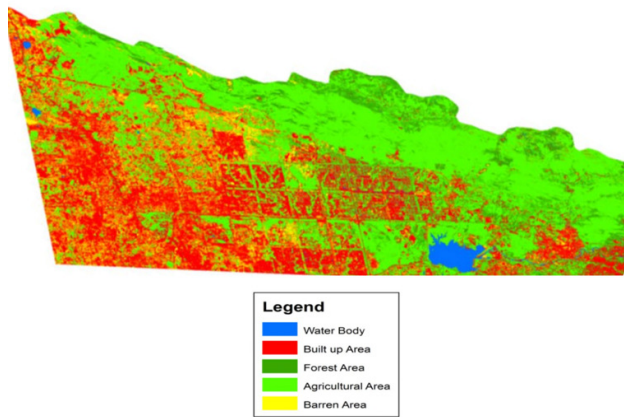 Legend
Water Body
Built up Area
Forest Area
Agricultural Area
Barren Area